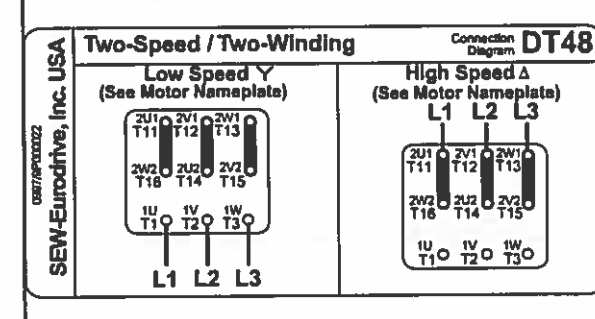 Two-Speed / Two-Winding
Connection Diagram DT48
SEW-Eurodrive, Inc. USA
Low Speed Y
(See Motor Nameplate)
2U1 2V1 2W1
T11 T12 T13
2W2 2U2 2V2
T16 T14 T15
1U 1V 1W
T1 T2 T3
L1 L2 L3
High Speed Δ
(See Motor Nameplate)
L1 L2 L3
2U1 2V1 2W1
T11 T12 T13
2W2 2U2 2V2
T16 T14 T15
1U 1V 1W
T1 T2 T3